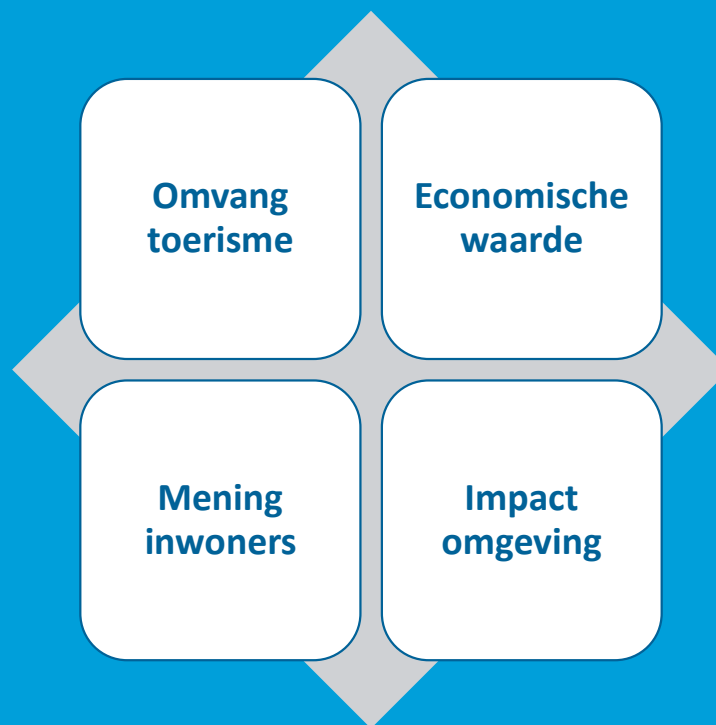 Omvang
toerisme
Economische
waarde
Mening
inwoners
Impact
omgeving